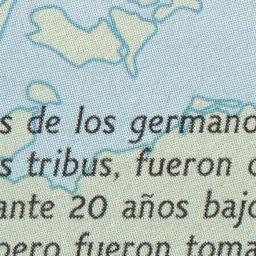 s de los germano
s tribus, fueron
ante 20 años bajo
pero fueron toma